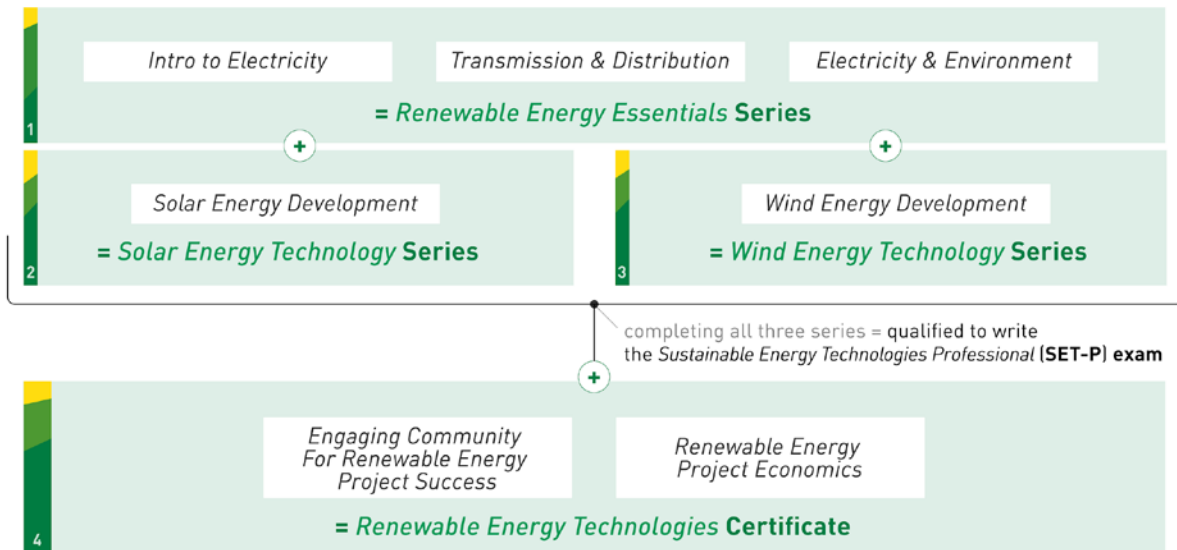 Intro to Electricity
Transmission & Distribution
Electricity & Environment
= Renewable Energy Essentials Series
1
+
+
Solar Energy Development
= Solar Energy Technology Series
2
Wind Energy Development
= Wind Energy Technology Series
3
completing all three series = qualified to write
the Sustainable Energy Technologies Professional (SET-P) exam
+
Engaging Community
For Renewable Energy
Project Success
Renewable Energy
Project Economics
= Renewable Energy Technologies Certificate
4